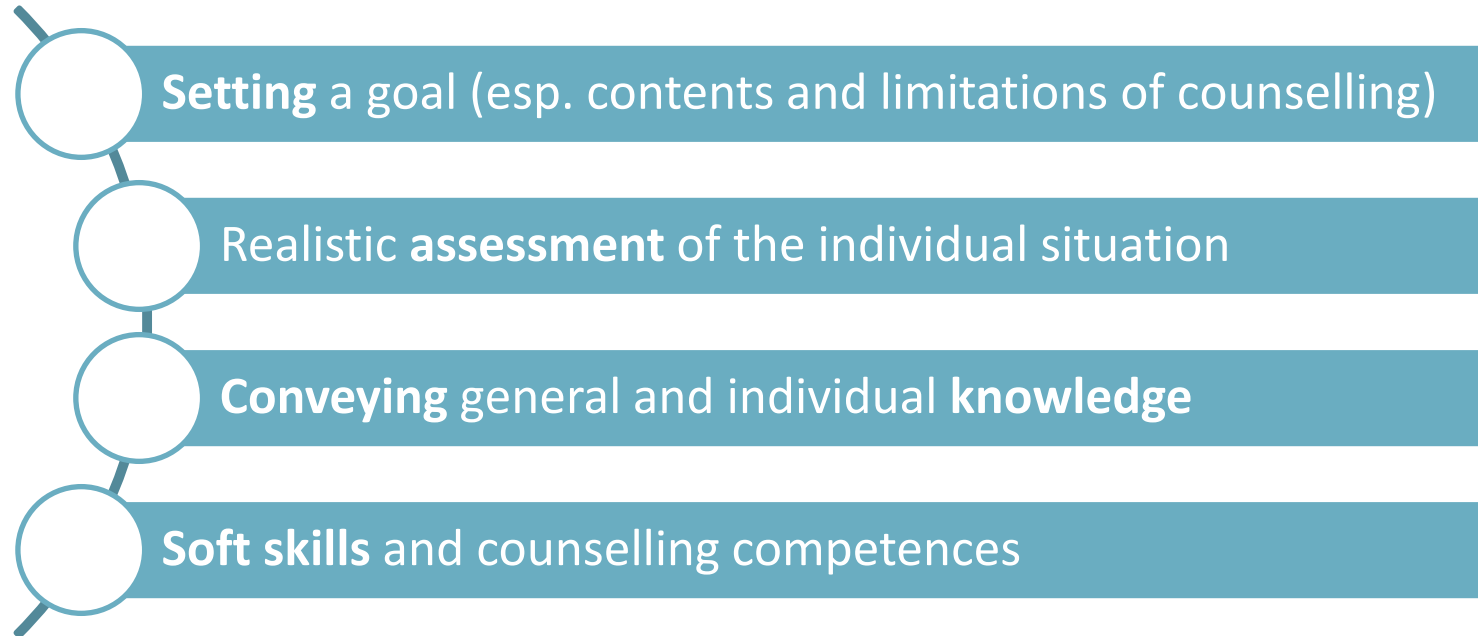 Setting a goal (esp. contents and limitations of counselling)
Realistic assessment of the individual situation
Conveying general and individual knowledge
Soft skills and counselling competences